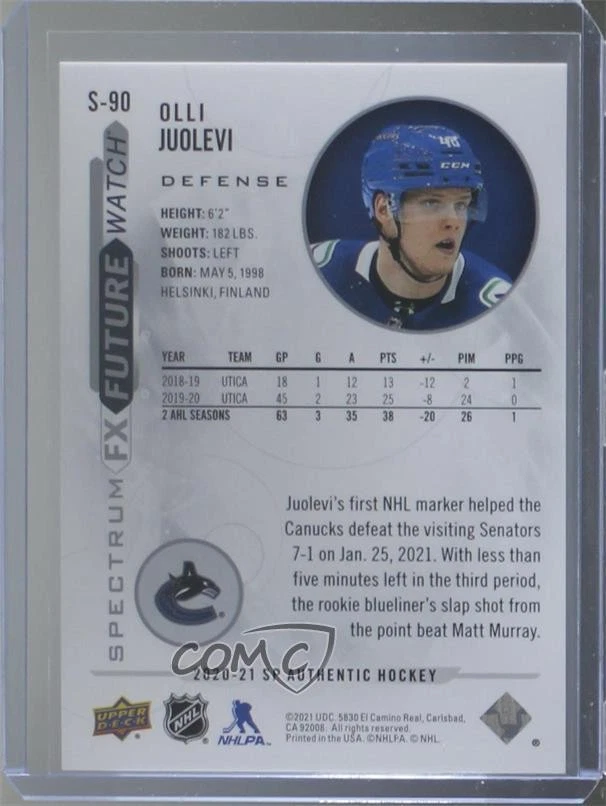 S-90
OLLI
JUOLEVI
DEFENSE
HEIGHT: 6'2"
WEIGHT: 182 LBS.
SHOOTS: LEFT
BORN: MAY 5, 1998
HELSINKI, FINLAND
48
CCM
SPECTRUM FX FUTURE WATCH
YEAR TEAM GP G A PTS +/- PIM PPG
2018-19 UTICA 18 1 12 13 -12 2 1
2019-20 UTICA 45 2 23 25 -8 24 0
2 AHL SEASONS 63 3 35 38 -20 26 1
Juolevi's first NHL marker helped the
Canucks defeat the visiting Senators
7-1 on Jan. 25, 2021. With less than
five minutes left in the third period,
the rookie blueliner's slap shot from
the point beat Matt Murray.
COMC
2020-21 SP AUTHENTIC HOCKEY
UPPER
DECK
NHL
NHLPA
©2021 UDC. 5830 El Camino Real, Carlsbad,
CA 92008. All rights reserved.
Printed in the USA. ©NHLPA. © NHL.
®